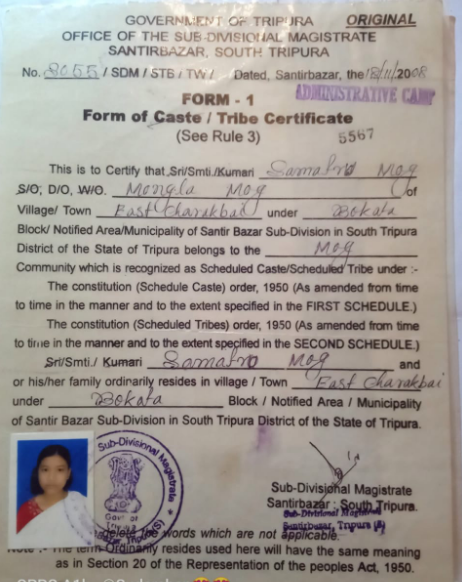 GOVERNMENT OF TRIPURA ORIGINAL
OFFICE OF THE SUB-DIVISIONAL MAGISTRATE
SANTIRBAZAR, SOUTH TRIPURA
No. 8055 / SDM / STB / TW / Dated, Santirbazar, the 18/11/2008
ADMINISTRATIVE CAMP
FORM - 1
Form of Caste / Tribe Certificate
(See Rule 3) 5567
This is to Certify that Sri/Smti./Kumari Mog
S/O, D/O, W/O. Mongla Mog of
Village/ Town East Charakbai under Bokafa
Block/ Notified Area/Municipality of Santir Bazar Sub-Division in South Tripura
District of the State of Tripura belongs to the Mog
Community which is recognized as Scheduled Caste/Scheduled Tribe under :-
The constitution (Schedule Caste) order, 1950 (As amended from time
to time in the manner and to the extent specified in the FIRST SCHEDULE.)
The constitution (Scheduled Tribes) order, 1950 (As amended from time
to time in the manner and to the extent specified in the SECOND SCHEDULE.)
Sri/Smti./ Kumari Mog and
or his/her family ordinarily resides in village / Town East Charakbai
under Bokafa Block / Notified Area / Municipality
of Santir Bazar Sub-Division in South Tripura District of the State of Tripura.
Sub-Divisional Magistrate
Govt of
Tripura
Sub-Divisional Magistrate
Santirbazar : South Tripura.
Sub-Divisional Magistrate
Santirbazar, Tripura (S)
delete the words which are not applicable.
Note :- The term Ordinarily resides used here will have the same meaning
as in Section 20 of the Representation of the peoples Act, 1950.